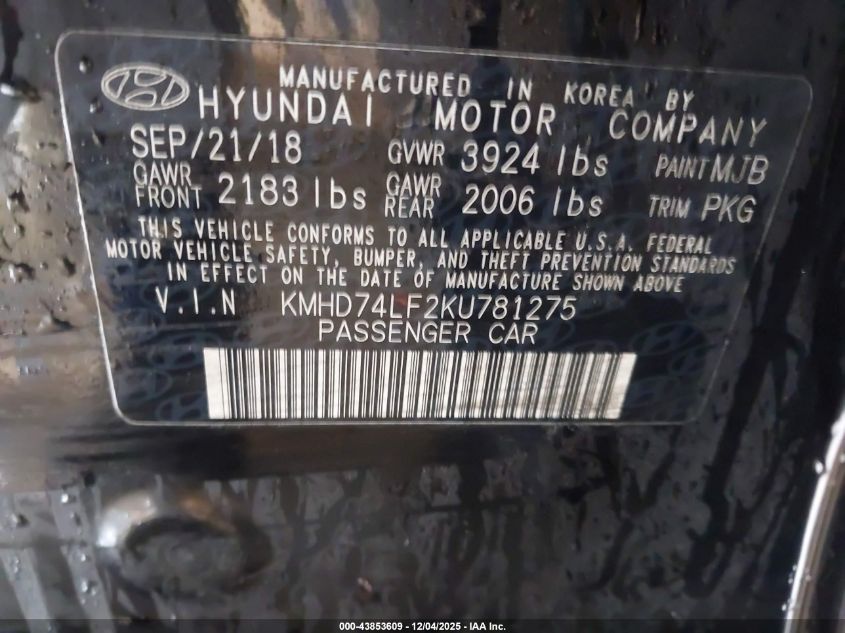 MANUFACTURED IN KOREA BY
HYUNDAI MOTOR COMPANY
SEP/21/18 GVWR 3924 lbs PAINT MJB
GAWR FRONT 2183 lbs GAWR REAR 2006 lbs TRIM PKG
THIS VEHICLE CONFORMS TO ALL APPLICABLE U.S.A. FEDERAL
MOTOR VEHICLE SAFETY, BUMPER, AND THEFT PREVENTION STANDARDS
IN EFFECT ON THE DATE OF MANUFACTURE SHOWN ABOVE
V.I.N KMHD74LF2KU781275
PASSENGER CAR
000-43853609 - 12/04/2025 - IAA Inc.